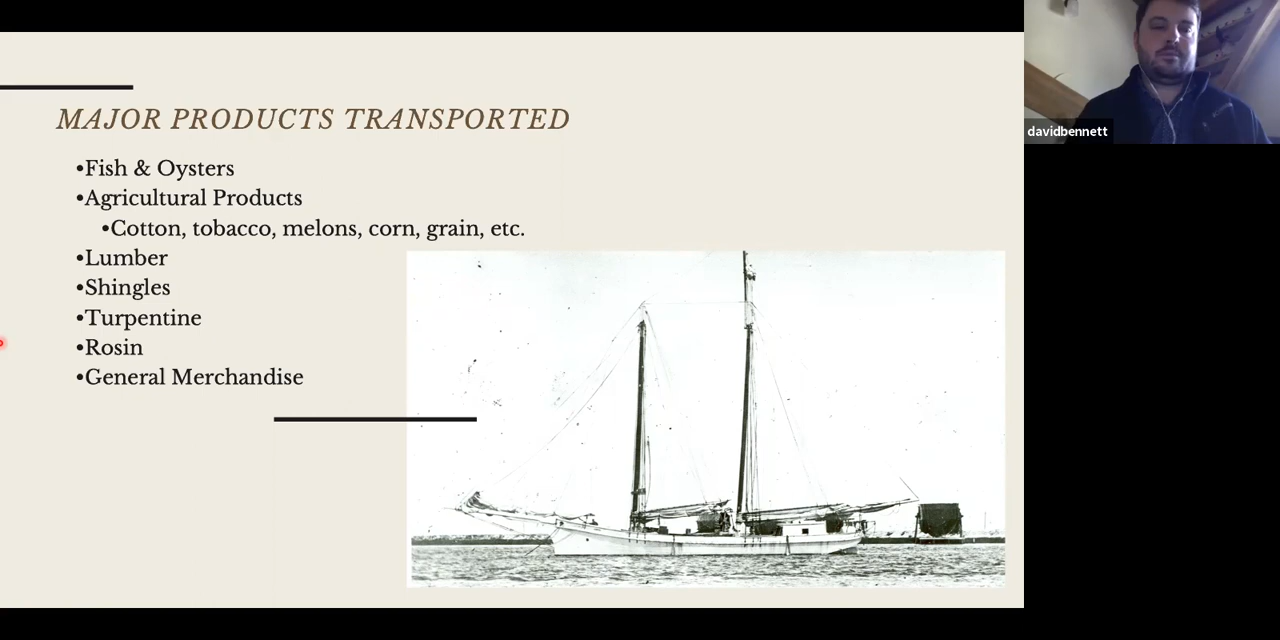 MAJOR PRODUCTS TRANSPORTED
•Fish & Oysters
•Agricultural Products
•Cotton, tobacco, melons, corn, grain, etc.
•Lumber
•Shingles
•Turpentine
•Rosin
•General Merchandise
davidbennett